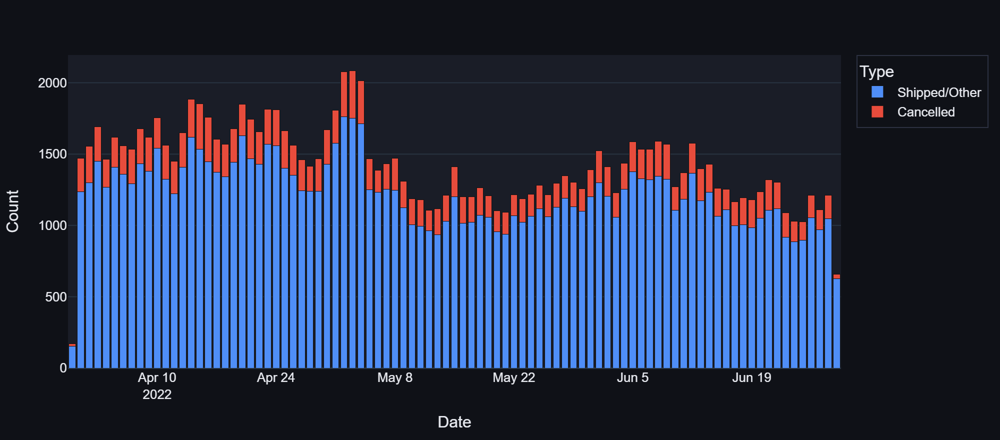 Type
Shipped/Other
Cancelled
2000
1500
1000
500
0
Count
Apr 10
2022
Apr 24
May 8
May 22
Jun 5
Jun 19
Date